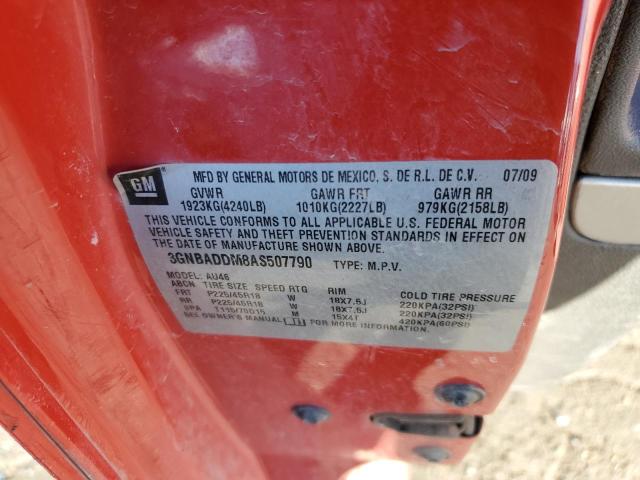 GM
MFD BY GENERAL MOTORS DE MEXICO, S. DE R.L. DE C.V. 07/09
GVWR GAWR FRT GAWR RR
1923KG(4240LB) 1010KG(2227LB) 979KG(2158LB)
THIS VEHICLE CONFORMS TO ALL APPLICABLE U.S. FEDERAL MOTOR
VEHICLE SAFETY AND THEFT PREVENTION STANDARDS IN EFFECT ON
THE DATE OF MANUFACTURE SHOWN ABOVE.
3GNBADDM8AS507790 TYPE: M.P.V.
MODEL: AU46
ABCN TIRE SIZE SPEED RTG RIM COLD TIRE PRESSURE
FRT P225/45R18 W 18X7.5J 220KPA(32PSI)
RR P225/45R18 W 18X7.5J 220KPA(32PSI)
SPA T115/70D15 M 15X4T 420KPA(60PSI)
SEE OWNER'S MANUAL FOR MORE INFORMATION.